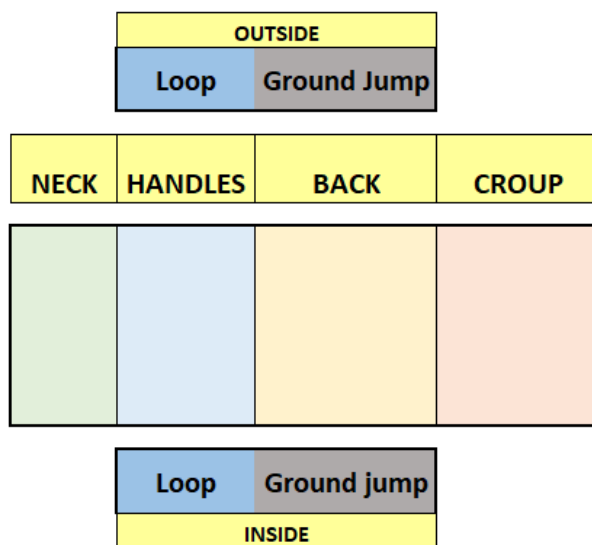 OUTSIDE
Loop Ground Jump
NECK HANDLES BACK CROUP
Loop Ground jump
INSIDE